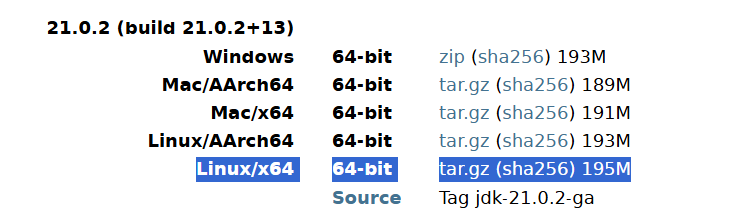 21.0.2 (build 21.0.2+13)
Windows 64-bit zip (sha256) 193M
Mac/AArch64 64-bit tar.gz (sha256) 189M
Mac/x64 64-bit tar.gz (sha256) 191M
Linux/AArch64 64-bit tar.gz (sha256) 193M
Linux/x64 64-bit tar.gz (sha256) 195M
Source Tag jdk-21.0.2-ga